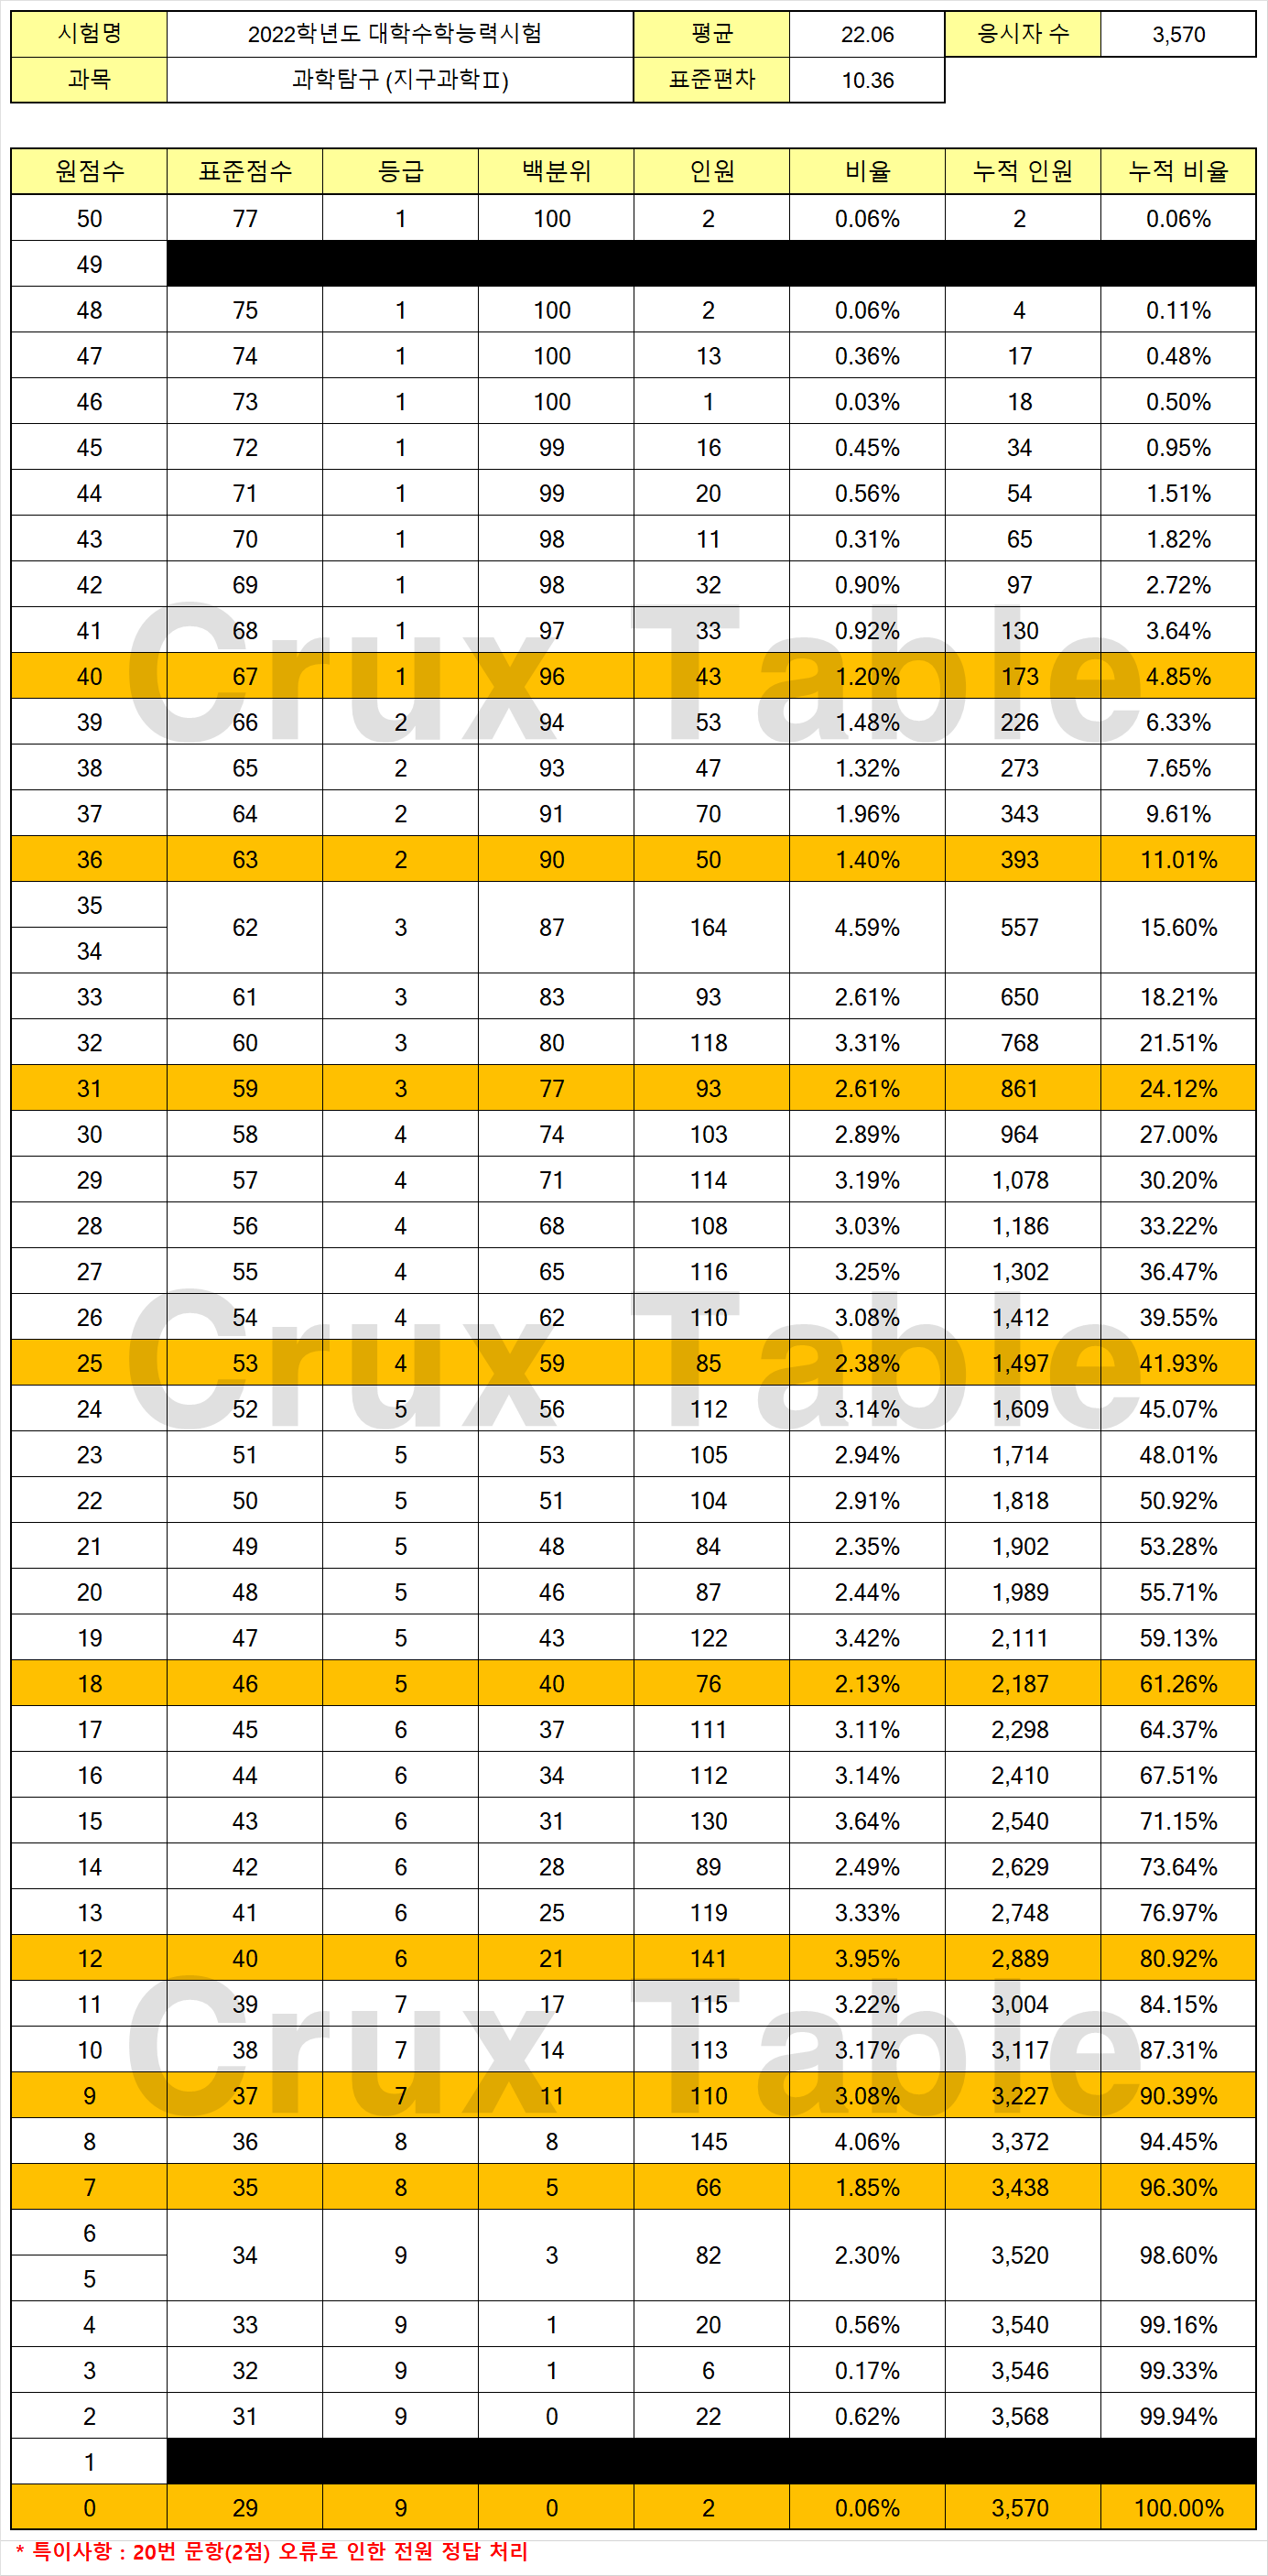 시험명 2022학년도 대학수학능력시험 평균 22.06 응시자 수 3,570
과목 과학탐구 (지구과학Ⅱ) 표준편차 10.36
원점수 표준점수 등급 백분위 인원 비율 누적 인원 누적 비율
50 77 1 100 2 0.06% 2 0.06%
49
48 75 1 100 2 0.06% 4 0.11%
47 74 1 100 13 0.36% 17 0.48%
46 73 1 100 1 0.03% 18 0.50%
45 72 1 99 16 0.45% 34 0.95%
44 71 1 99 20 0.56% 54 1.51%
43 70 1 98 11 0.31% 65 1.82%
42 69 1 98 32 0.90% 97 2.72%
41 68 1 97 33 0.92% 130 3.64%
Crux Table
40 67 1 96 43 1.20% 173 4.85%
39 66 2 94 53 1.48% 226 6.33%
38 65 2 93 47 1.32% 273 7.65%
37 64 2 91 70 1.96% 343 9.61%
36 63 2 90 50 1.40% 393 11.01%
35
62 3 87 164 4.59% 557 15.60%
34
33 61 3 83 93 2.61% 650 18.21%
32 60 3 80 118 3.31% 768 21.51%
31 59 3 77 93 2.61% 861 24.12%
30 58 4 74 103 2.89% 964 27.00%
29 57 4 71 114 3.19% 1,078 30.20%
28 56 4 68 108 3.03% 1,186 33.22%
27 55 4 65 116 3.25% 1,302 36.47%
26 54 4 62 110 3.08% 1,412 39.55%
Crux Table
25 53 4 59 85 2.38% 1,497 41.93%
24 52 5 56 112 3.14% 1,609 45.07%
23 51 5 53 105 2.94% 1,714 48.01%
22 50 5 51 104 2.91% 1,818 50.92%
21 49 5 48 84 2.35% 1,902 53.28%
20 48 5 46 87 2.44% 1,989 55.71%
19 47 5 43 122 3.42% 2,111 59.13%
18 46 5 40 76 2.13% 2,187 61.26%
17 45 6 37 111 3.11% 2,298 64.37%
16 44 6 34 112 3.14% 2,410 67.51%
15 43 6 31 130 3.64% 2,540 71.15%
14 42 6 28 89 2.49% 2,629 73.64%
13 41 6 25 119 3.33% 2,748 76.97%
12 40 6 21 141 3.95% 2,889 80.92%
11 39 7 17 115 3.22% 3,004 84.15%
Crux Table
10 38 7 14 113 3.17% 3,117 87.31%
9 37 7 11 110 3.08% 3,227 90.39%
8 36 8 8 145 4.06% 3,372 94.45%
7 35 8 5 66 1.85% 3,438 96.30%
6
34 9 3 82 2.30% 3,520 98.60%
5
4 33 9 1 20 0.56% 3,540 99.16%
3 32 9 1 6 0.17% 3,546 99.33%
2 31 9 0 22 0.62% 3,568 99.94%
1
0 29 9 0 2 0.06% 3,570 100.00%
* 특이사항 : 20번 문항(2점) 오류로 인한 전원 정답 처리